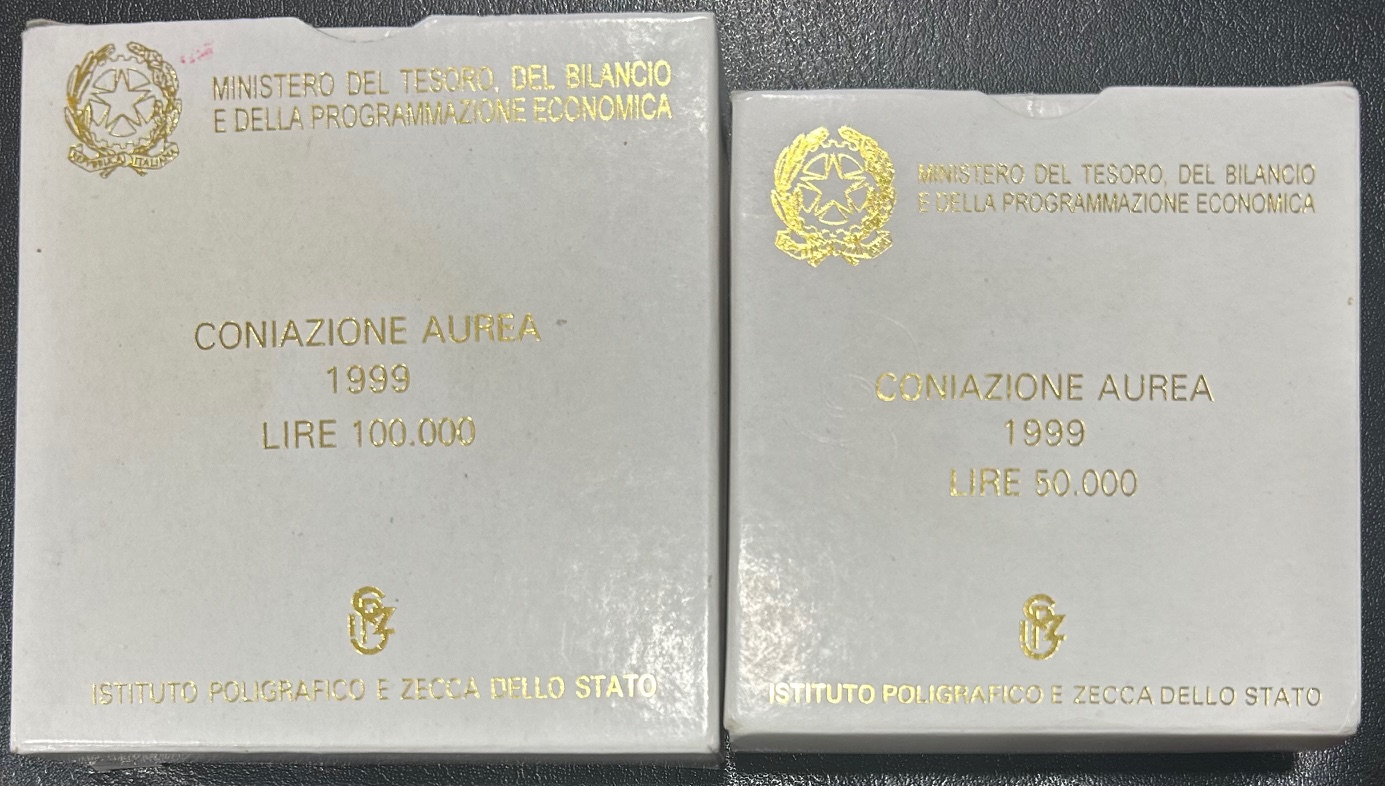 MINISTERO DEL TESORO, DEL BILANCIO
E DELLA PROGRAMMAZIONE ECONOMICA
REPUBBLICA ITALIANA
CONIAZIONE AUREA
1999
LIRE 100.000
ISTITUTO POLIGRAFICO E ZECCA DELLO STATO
MINISTERO DEL TESORO, DEL BILANCIO
E DELLA PROGRAMMAZIONE ECONOMICA
CONIAZIONE AUREA
1999
LIRE 50.000
ISTITUTO POLIGRAFICO E ZECCA DELLO STATO